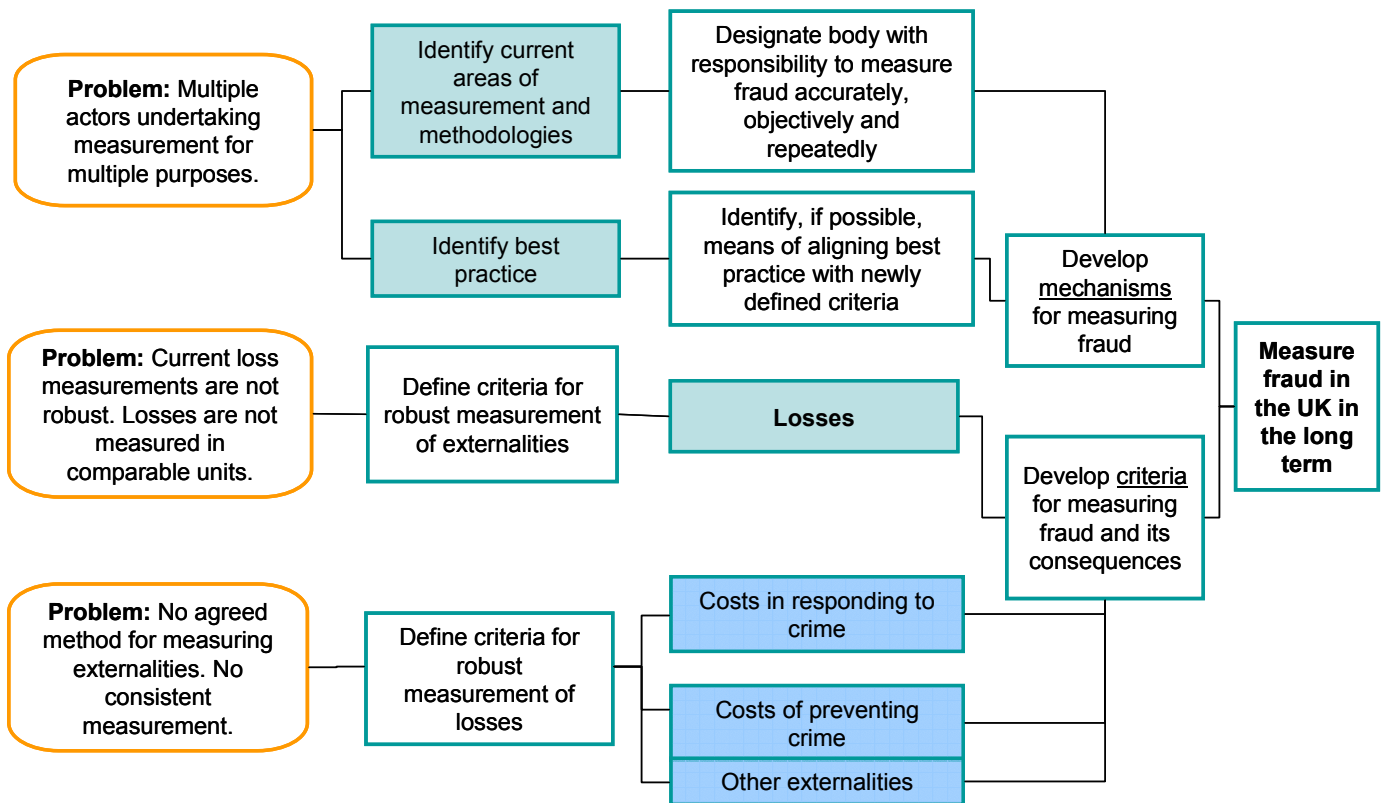 Problem: Multiple
actors undertaking
measurement for
multiple purposes.
Identify current
areas of
measurement and
methodologies
Designate body with
responsibility to measure
fraud accurately,
objectively and
repeatedly
Identify best
practice
Identify, if possible,
means of aligning best
practice with newly
defined criteria
Develop
mechanisms
for measuring
fraud
Problem: Current loss
measurements are not
robust. Losses are not
measured in
comparable units.
Define criteria for
robust measurement
of externalities
Losses
Measure
fraud in
the UK in
the long
term
Develop criteria
for measuring
fraud and its
consequences
Problem: No agreed
method for measuring
externalities. No
consistent
measurement.
Define criteria for
robust
measurement of
losses
Costs in responding to
crime
Costs of preventing
crime
Other externalities